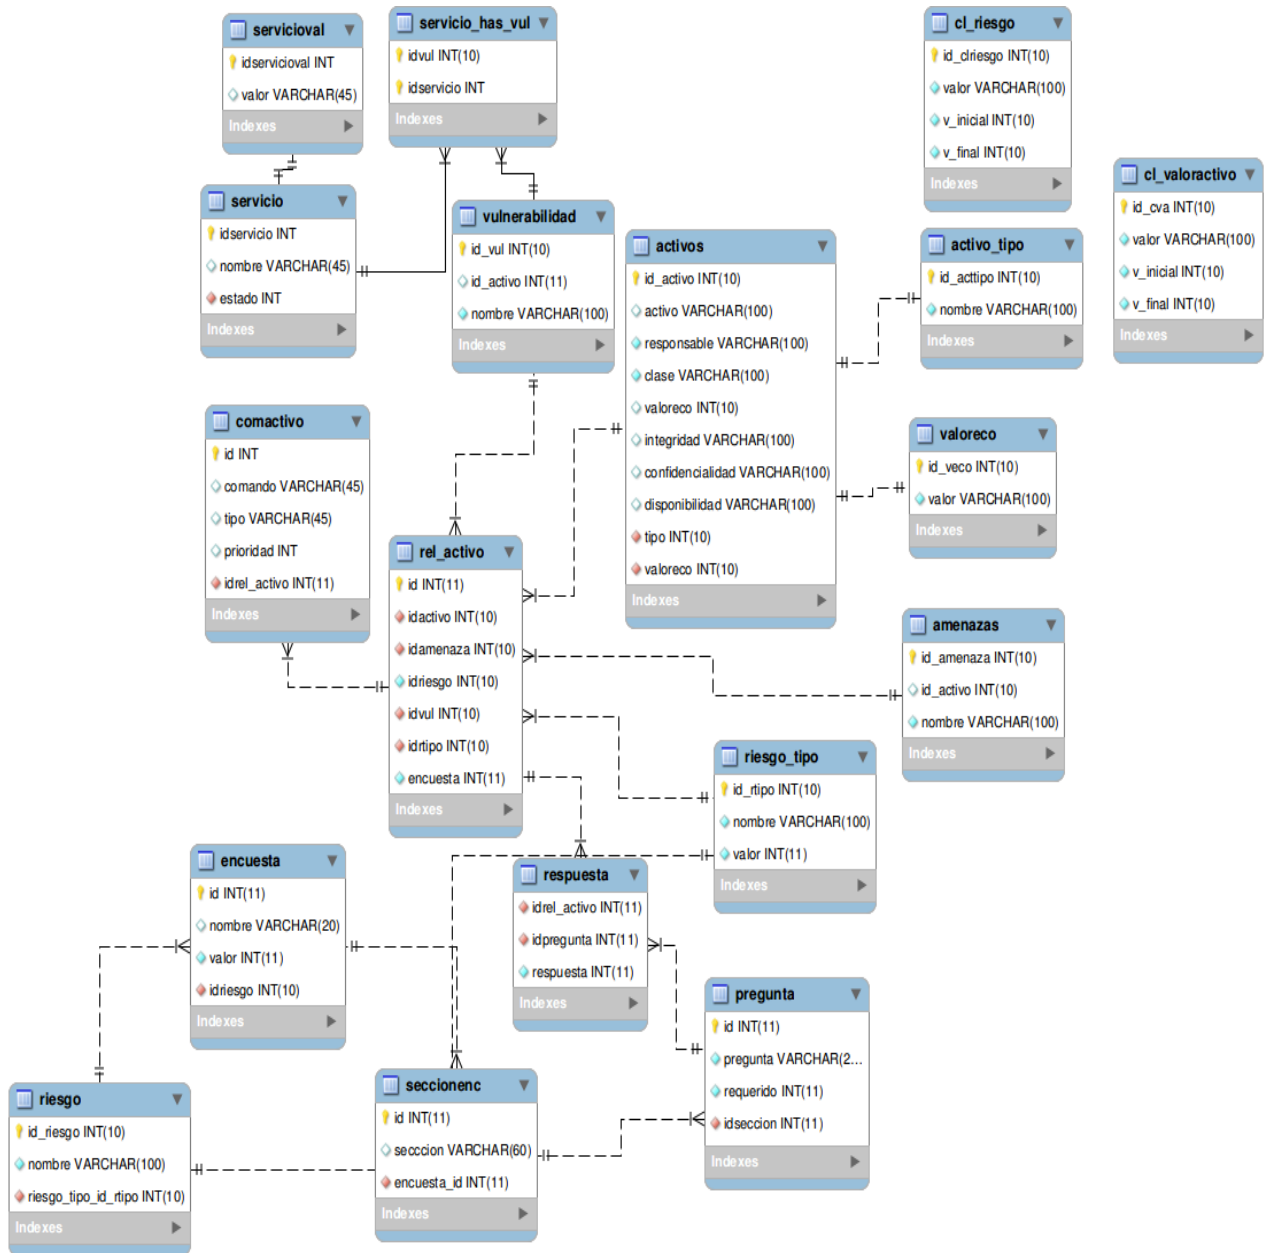 servicioval
idservicioval INT
valor VARCHAR(45)
Indexes
servicio_has_vul
idvul INT(10)
idservicio INT
Indexes
cl_riesgo
id_clriesgo INT(10)
valor VARCHAR(100)
v_inicial INT(10)
v_final INT(10)
Indexes
cl_valoractivo
id_cva INT(10)
valor VARCHAR(100)
v_inicial INT(10)
v_final INT(10)
Indexes
servicio
idservicio INT
nombre VARCHAR(45)
estado INT
Indexes
vulnerabilidad
id_vul INT(10)
id_activo INT(11)
nombre VARCHAR(100)
Indexes
activos
id_activo INT(10)
activo VARCHAR(100)
responsable VARCHAR(100)
clase VARCHAR(100)
valoreco INT(10)
integridad VARCHAR(100)
confidencialidad VARCHAR(100)
disponibilidad VARCHAR(100)
tipo INT(10)
valoreco INT(10)
Indexes
activo_tipo
id_acttipo INT(10)
nombre VARCHAR(100)
Indexes
comactivo
id INT
comando VARCHAR(45)
tipo VARCHAR(45)
prioridad INT
idrel_activo INT(11)
Indexes
valoreco
id_veco INT(10)
valor VARCHAR(100)
Indexes
rel_activo
id INT(11)
idactivo INT(10)
idamenaza INT(10)
idriesgo INT(10)
idvul INT(10)
idrtipo INT(10)
encuesta INT(11)
Indexes
amenazas
id_amenaza INT(10)
id_activo INT(10)
nombre VARCHAR(100)
Indexes
riesgo_tipo
id_rtipo INT(10)
nombre VARCHAR(100)
valor INT(11)
Indexes
encuesta
id INT(11)
nombre VARCHAR(20)
valor INT(11)
idriesgo INT(10)
Indexes
respuesta
idrel_activo INT(11)
idpregunta INT(11)
respuesta INT(11)
Indexes
pregunta
id INT(11)
pregunta VARCHAR(2...
requerido INT(11)
idseccion INT(11)
Indexes
riesgo
id_riesgo INT(10)
nombre VARCHAR(100)
riesgo_tipo_id_rtipo INT(10)
Indexes
seccionenc
id INT(11)
secccion VARCHAR(60)
encuesta_id INT(11)
Indexes